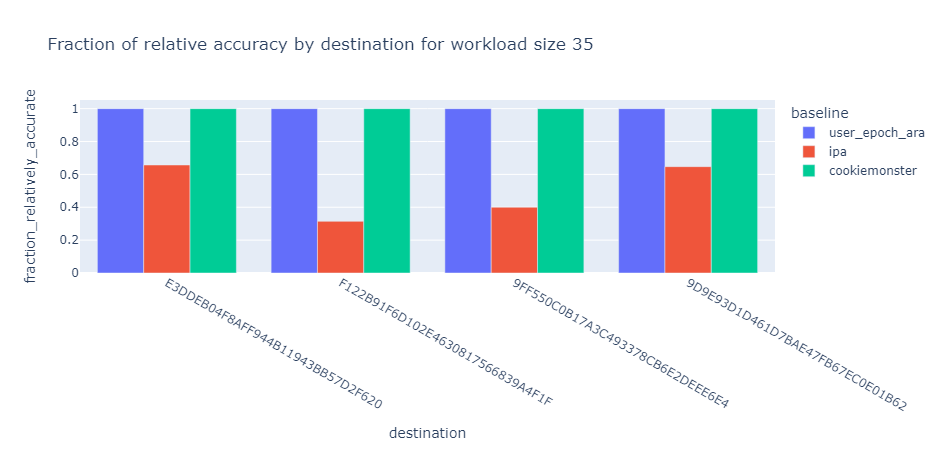 Fraction of relative accuracy by destination for workload size 35
fraction_relatively_accurate
1
0.8
0.6
0.4
0.2
0
E3DDEB04F8AFF944B11943BB57D2F620
F122B91F6D102E4630817566839A4F1F
9FF550C0B17A3C493378CB6E2DEEE6E4
9D9E93D1D461D7BAE47FB67EC0E01B62
destination
baseline
user_epoch_ara
ipa
cookiemonster